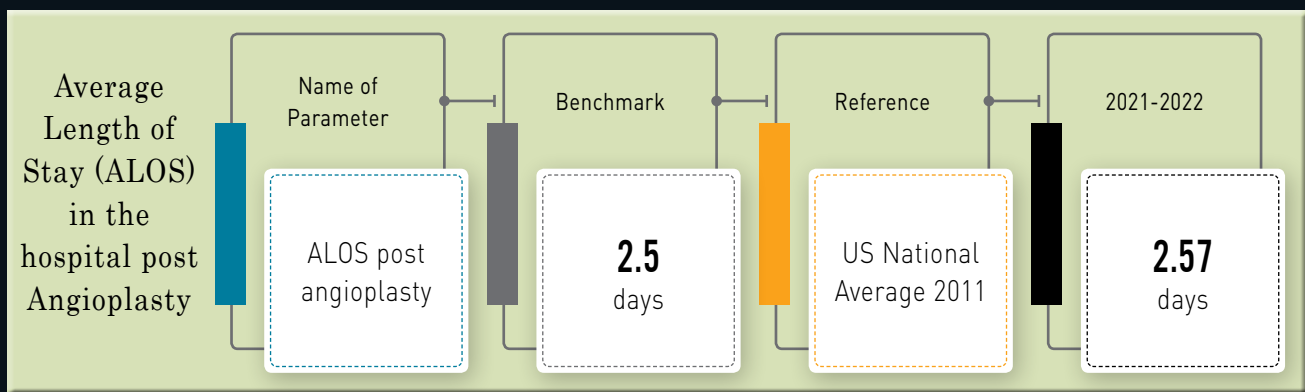 Average
Length of
Stay (ALOS)
in the
hospital post
Angioplasty
Name of
Parameter
ALOS post
angioplasty
Benchmark
2.5
days
Reference
US National
Average 2011
2021-2022
2.57
days